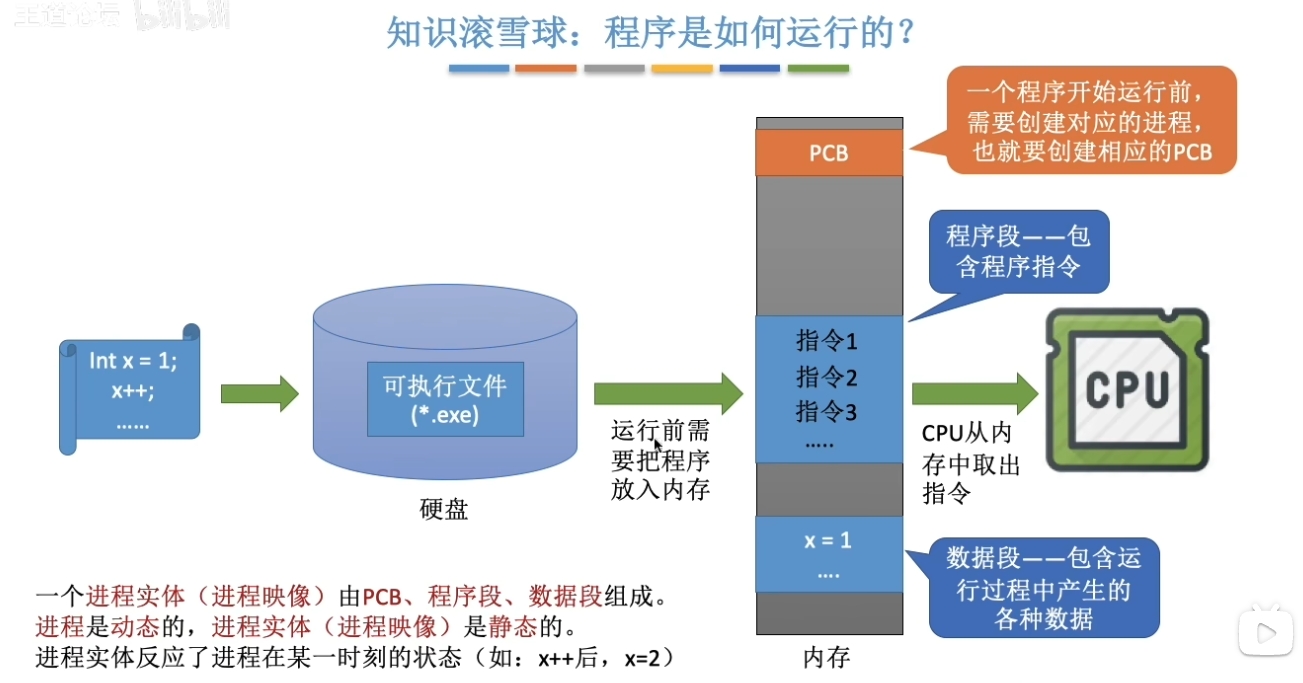 王道论坛 bilibili
知识滚雪球：程序是如何运行的？
一个程序开始运行前，
需要创建对应的进程，
也就要创建相应的PCB
PCB
程序段——包
含程序指令
Int x = 1;
x++;
……
可执行文件
(*.exe)
硬盘
运行前需
要把程序
放入内存
指令1
指令2
指令3
…..
CPU从内
存中取出
指令
CPU
x = 1
….
数据段——包含运
行过程中产生的
各种数据
内存
一个进程实体（进程映像）由PCB、程序段、数据段组成。
进程是动态的，进程实体（进程映像）是静态的。
进程实体反应了进程在某一时刻的状态（如：x++后，x=2）